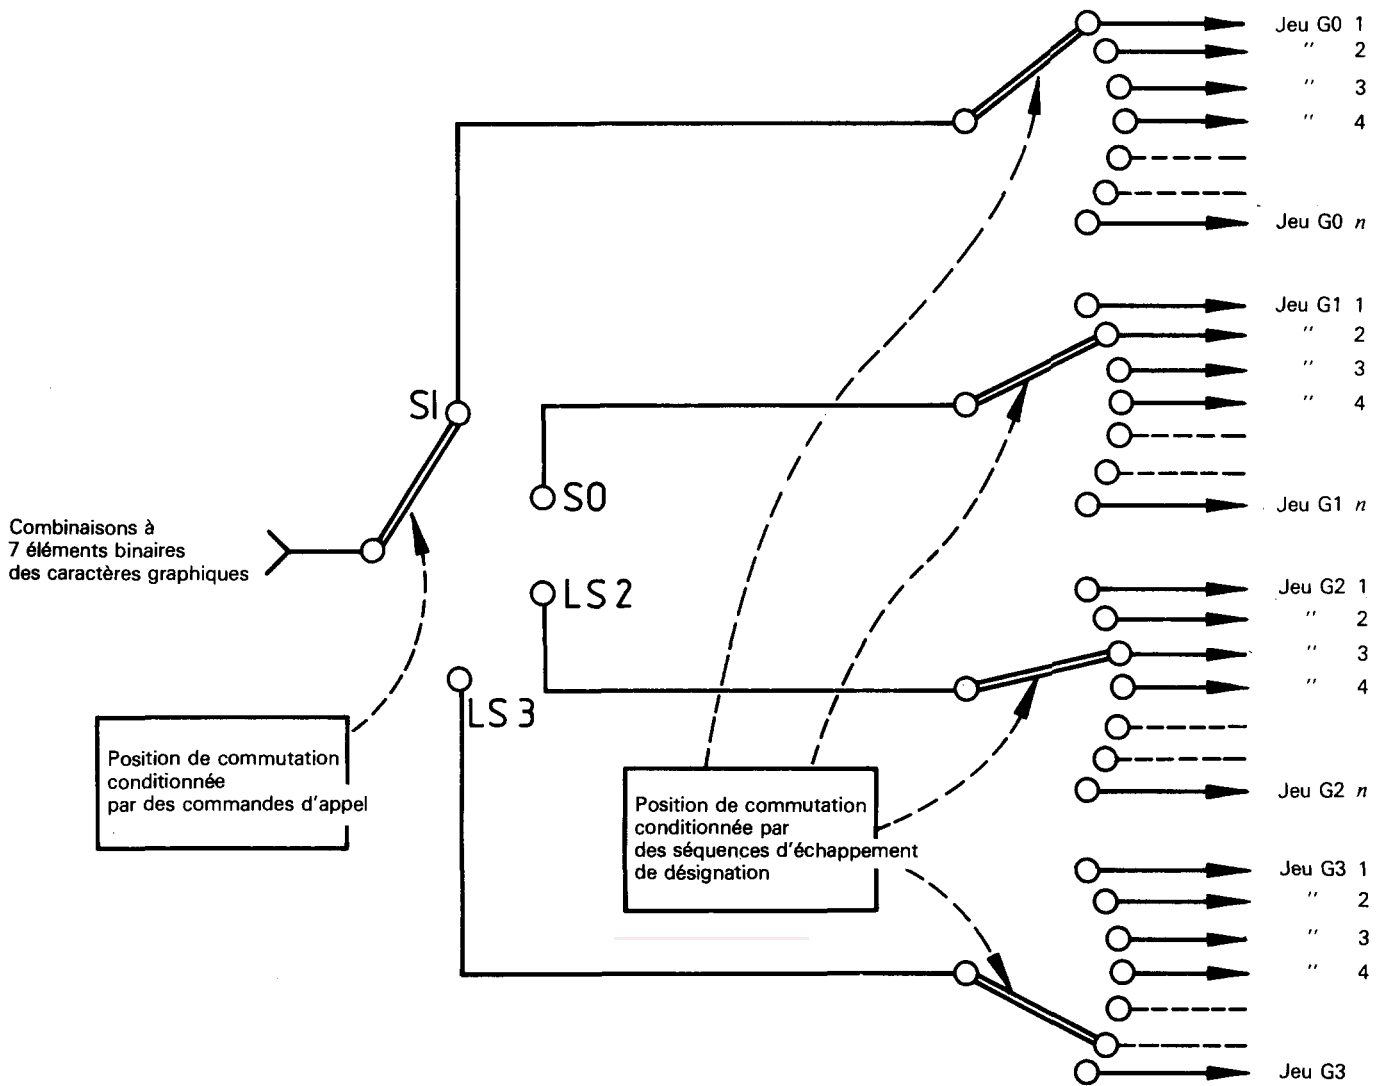 Jeu G0 1
" 2
" 3
" 4
Jeu G0 n
Jeu G1 1
" 2
" 3
" 4
Jeu G1 n
SI
SO
Combinaisons à
7 éléments binaires
des caractères graphiques
LS2
LS3
Jeu G2 1
" 2
" 3
" 4
Jeu G2 n
Position de commutation
conditionnée
par des commandes d'appel
Position de commutation
conditionnée par
des séquences d'échappement
de désignation
Jeu G3 1
" 2
" 3
" 4
Jeu G3